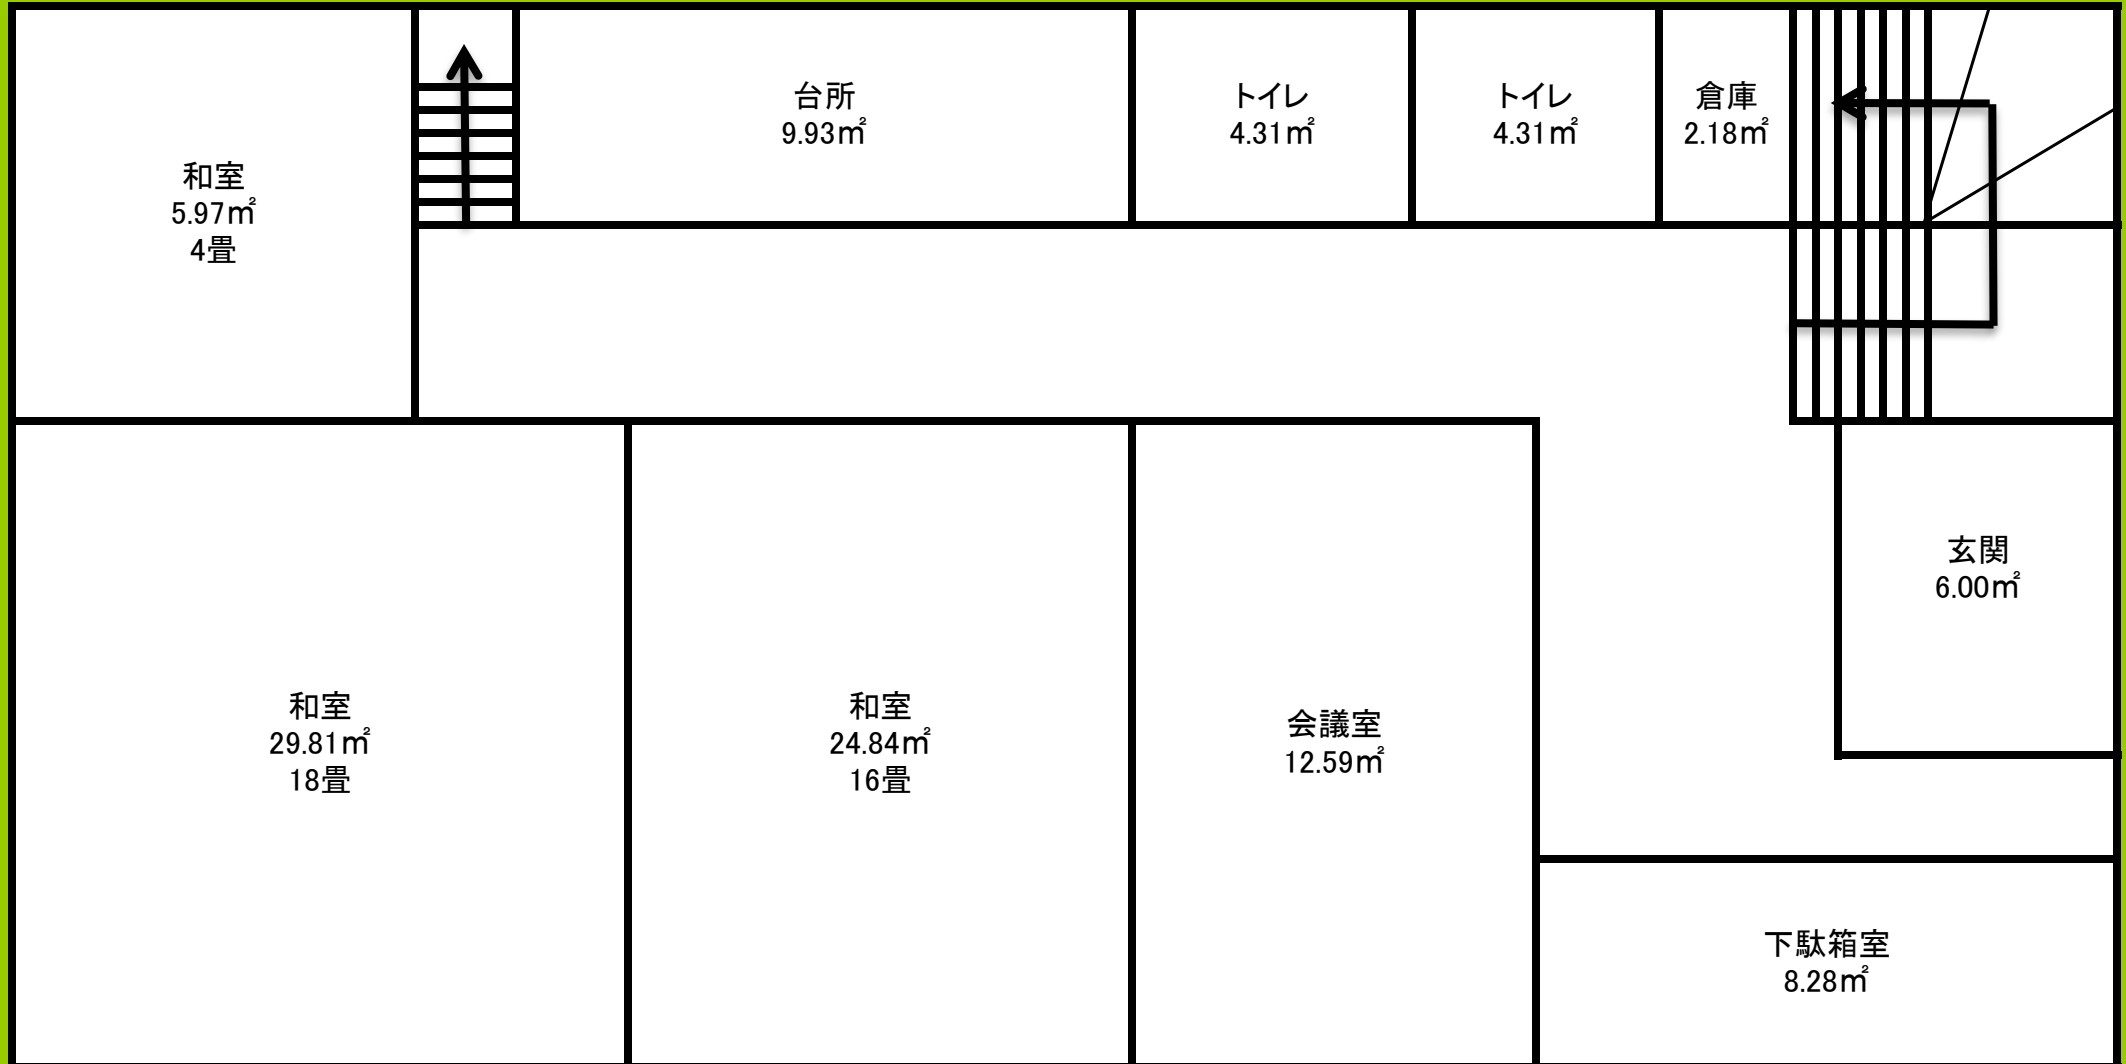 和室
5.97㎡
4畳
台所
9.93㎡
トイレ
4.31㎡
トイレ
4.31㎡
倉庫
2.18㎡
和室
29.81㎡
18畳
和室
24.84㎡
16畳
会議室
12.59㎡
玄関
6.00㎡
下駄箱室
8.28㎡